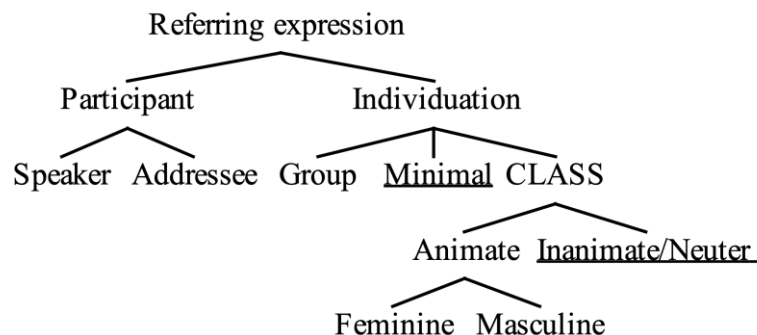 Referring expression
Participant Individuation
Speaker Addressee Group Minimal CLASS
Animate Inanimate/Neuter
Feminine Masculine